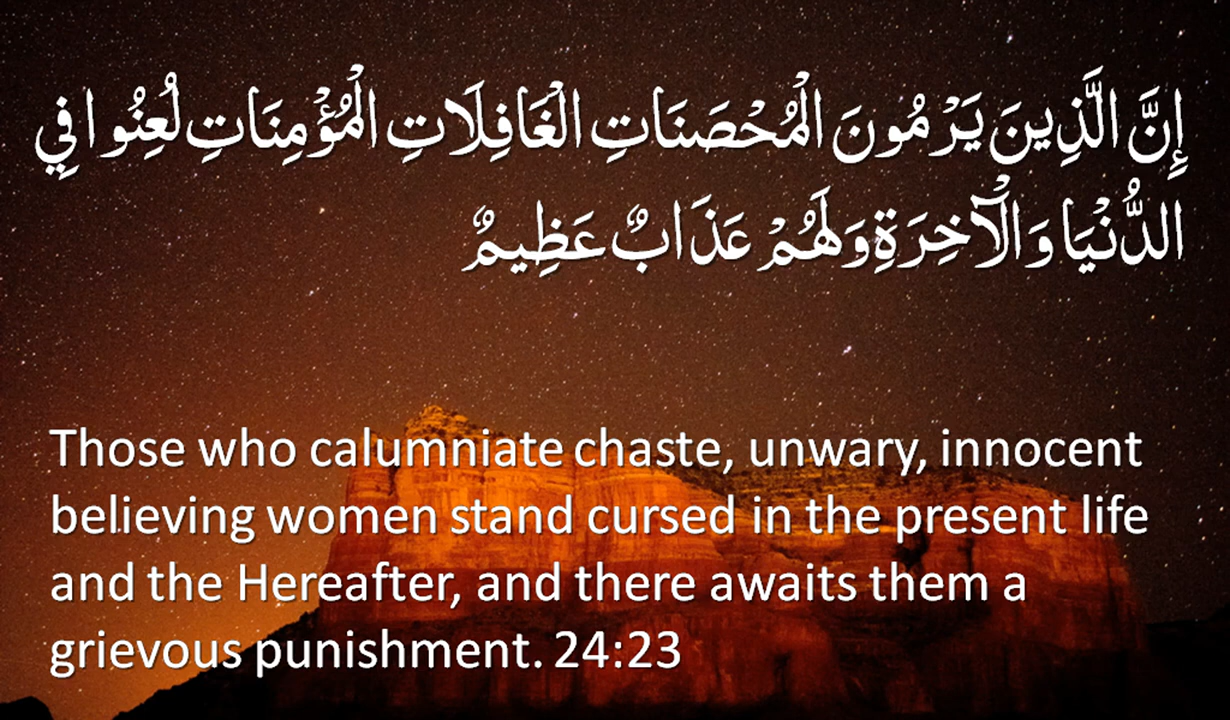 إِنَّ الَّذِينَ يَرْمُونَ الْمُحْصَنَاتِ الْغَافِلَاتِ الْمُؤْمِنَاتِ لُعِنُوا فِي
الدُّنْيَا وَالْآخِرَةِ وَلَهُمْ عَذَابٌ عَظِيمٌ
Those who calumniate chaste, unwary, innocent
believing women stand cursed in the present life
and the Hereafter, and there awaits them a
grievous punishment. 24:23